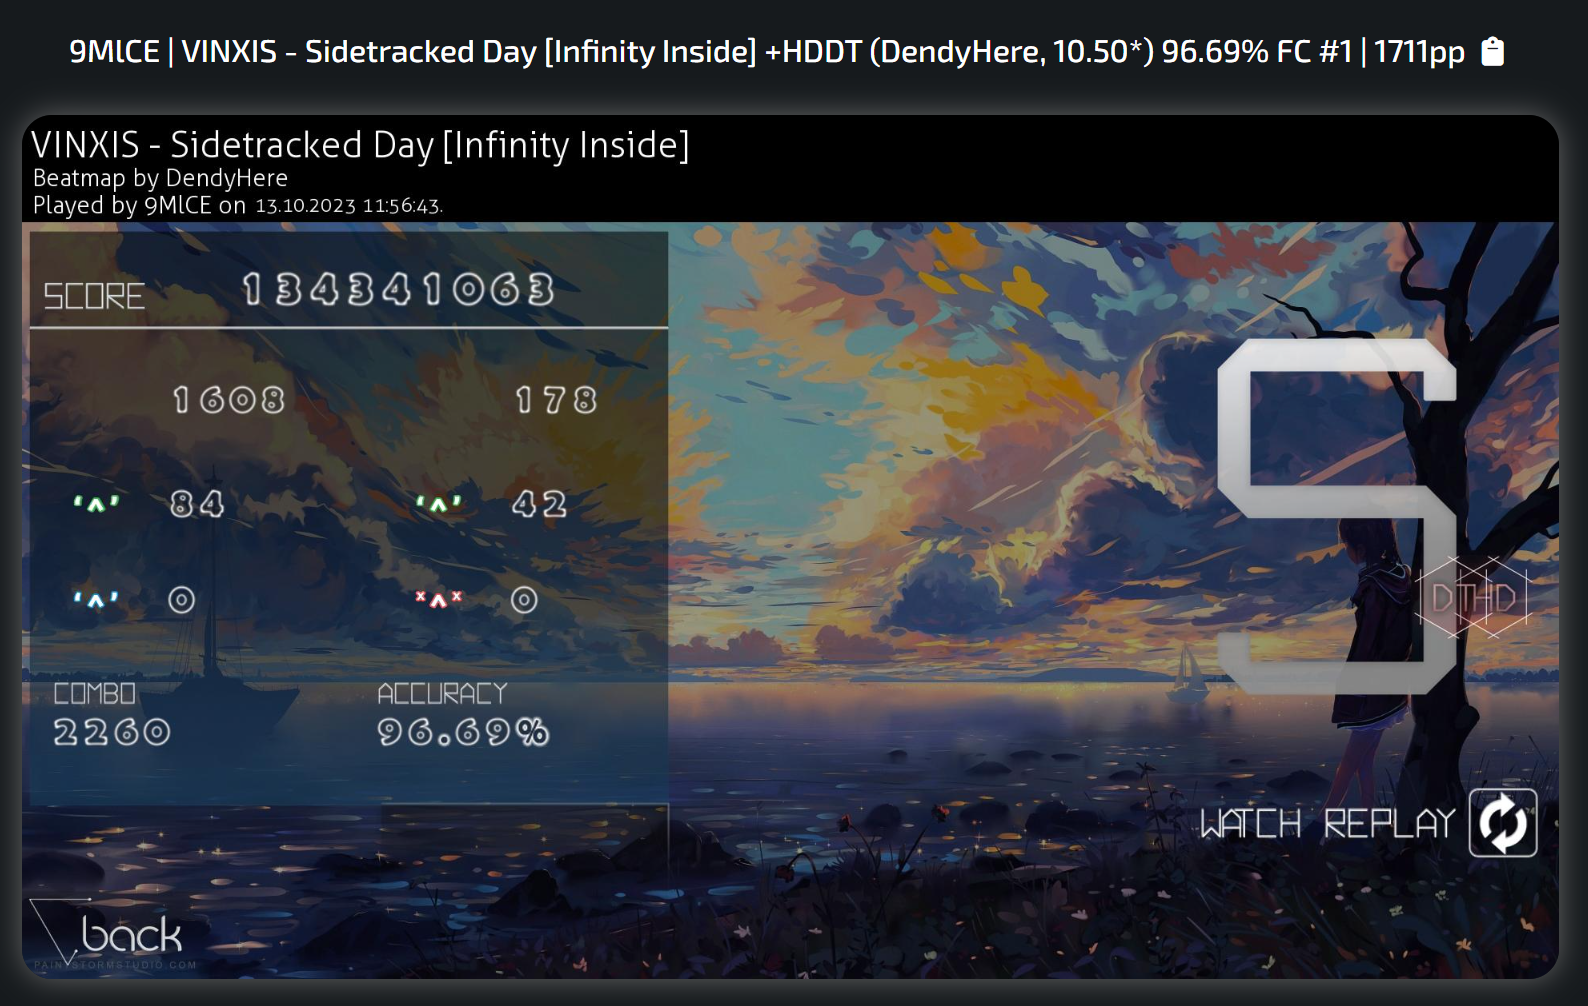 9MlCE | VINXIS - Sidetracked Day [Infinity Inside] +HDDT (DendyHere, 10.50*) 96.69% FC #1 | 1711pp
VINXIS - Sidetracked Day [Infinity Inside]
Beatmap by DendyHere
Played by 9MlCE on 13.10.2023 11:56:43.
SCORE 134341063
1608 178
'^' 84 '^' 42
'^' 0 x^x 0
COMBO ACCURACY
2260 96.69%
S
DTHD
WATCH REPLAY
back
PAINTSTORMSTUDIO.COM